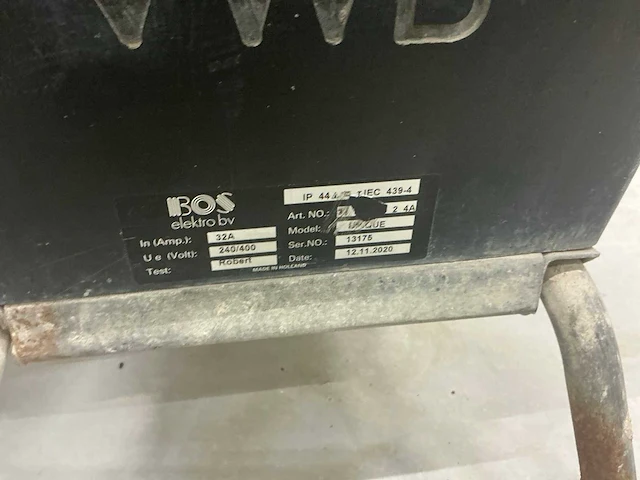 VWB
BOS
elektro bv
IP 44 IEC 439-4
Art. NO.: 2 4A
Model:
In (Amp.): 32A
Ser.NO.: 13175
U e (Volt): 240/400
Date: 12.11.2020
Test: Robert
MADE IN HOLLAND